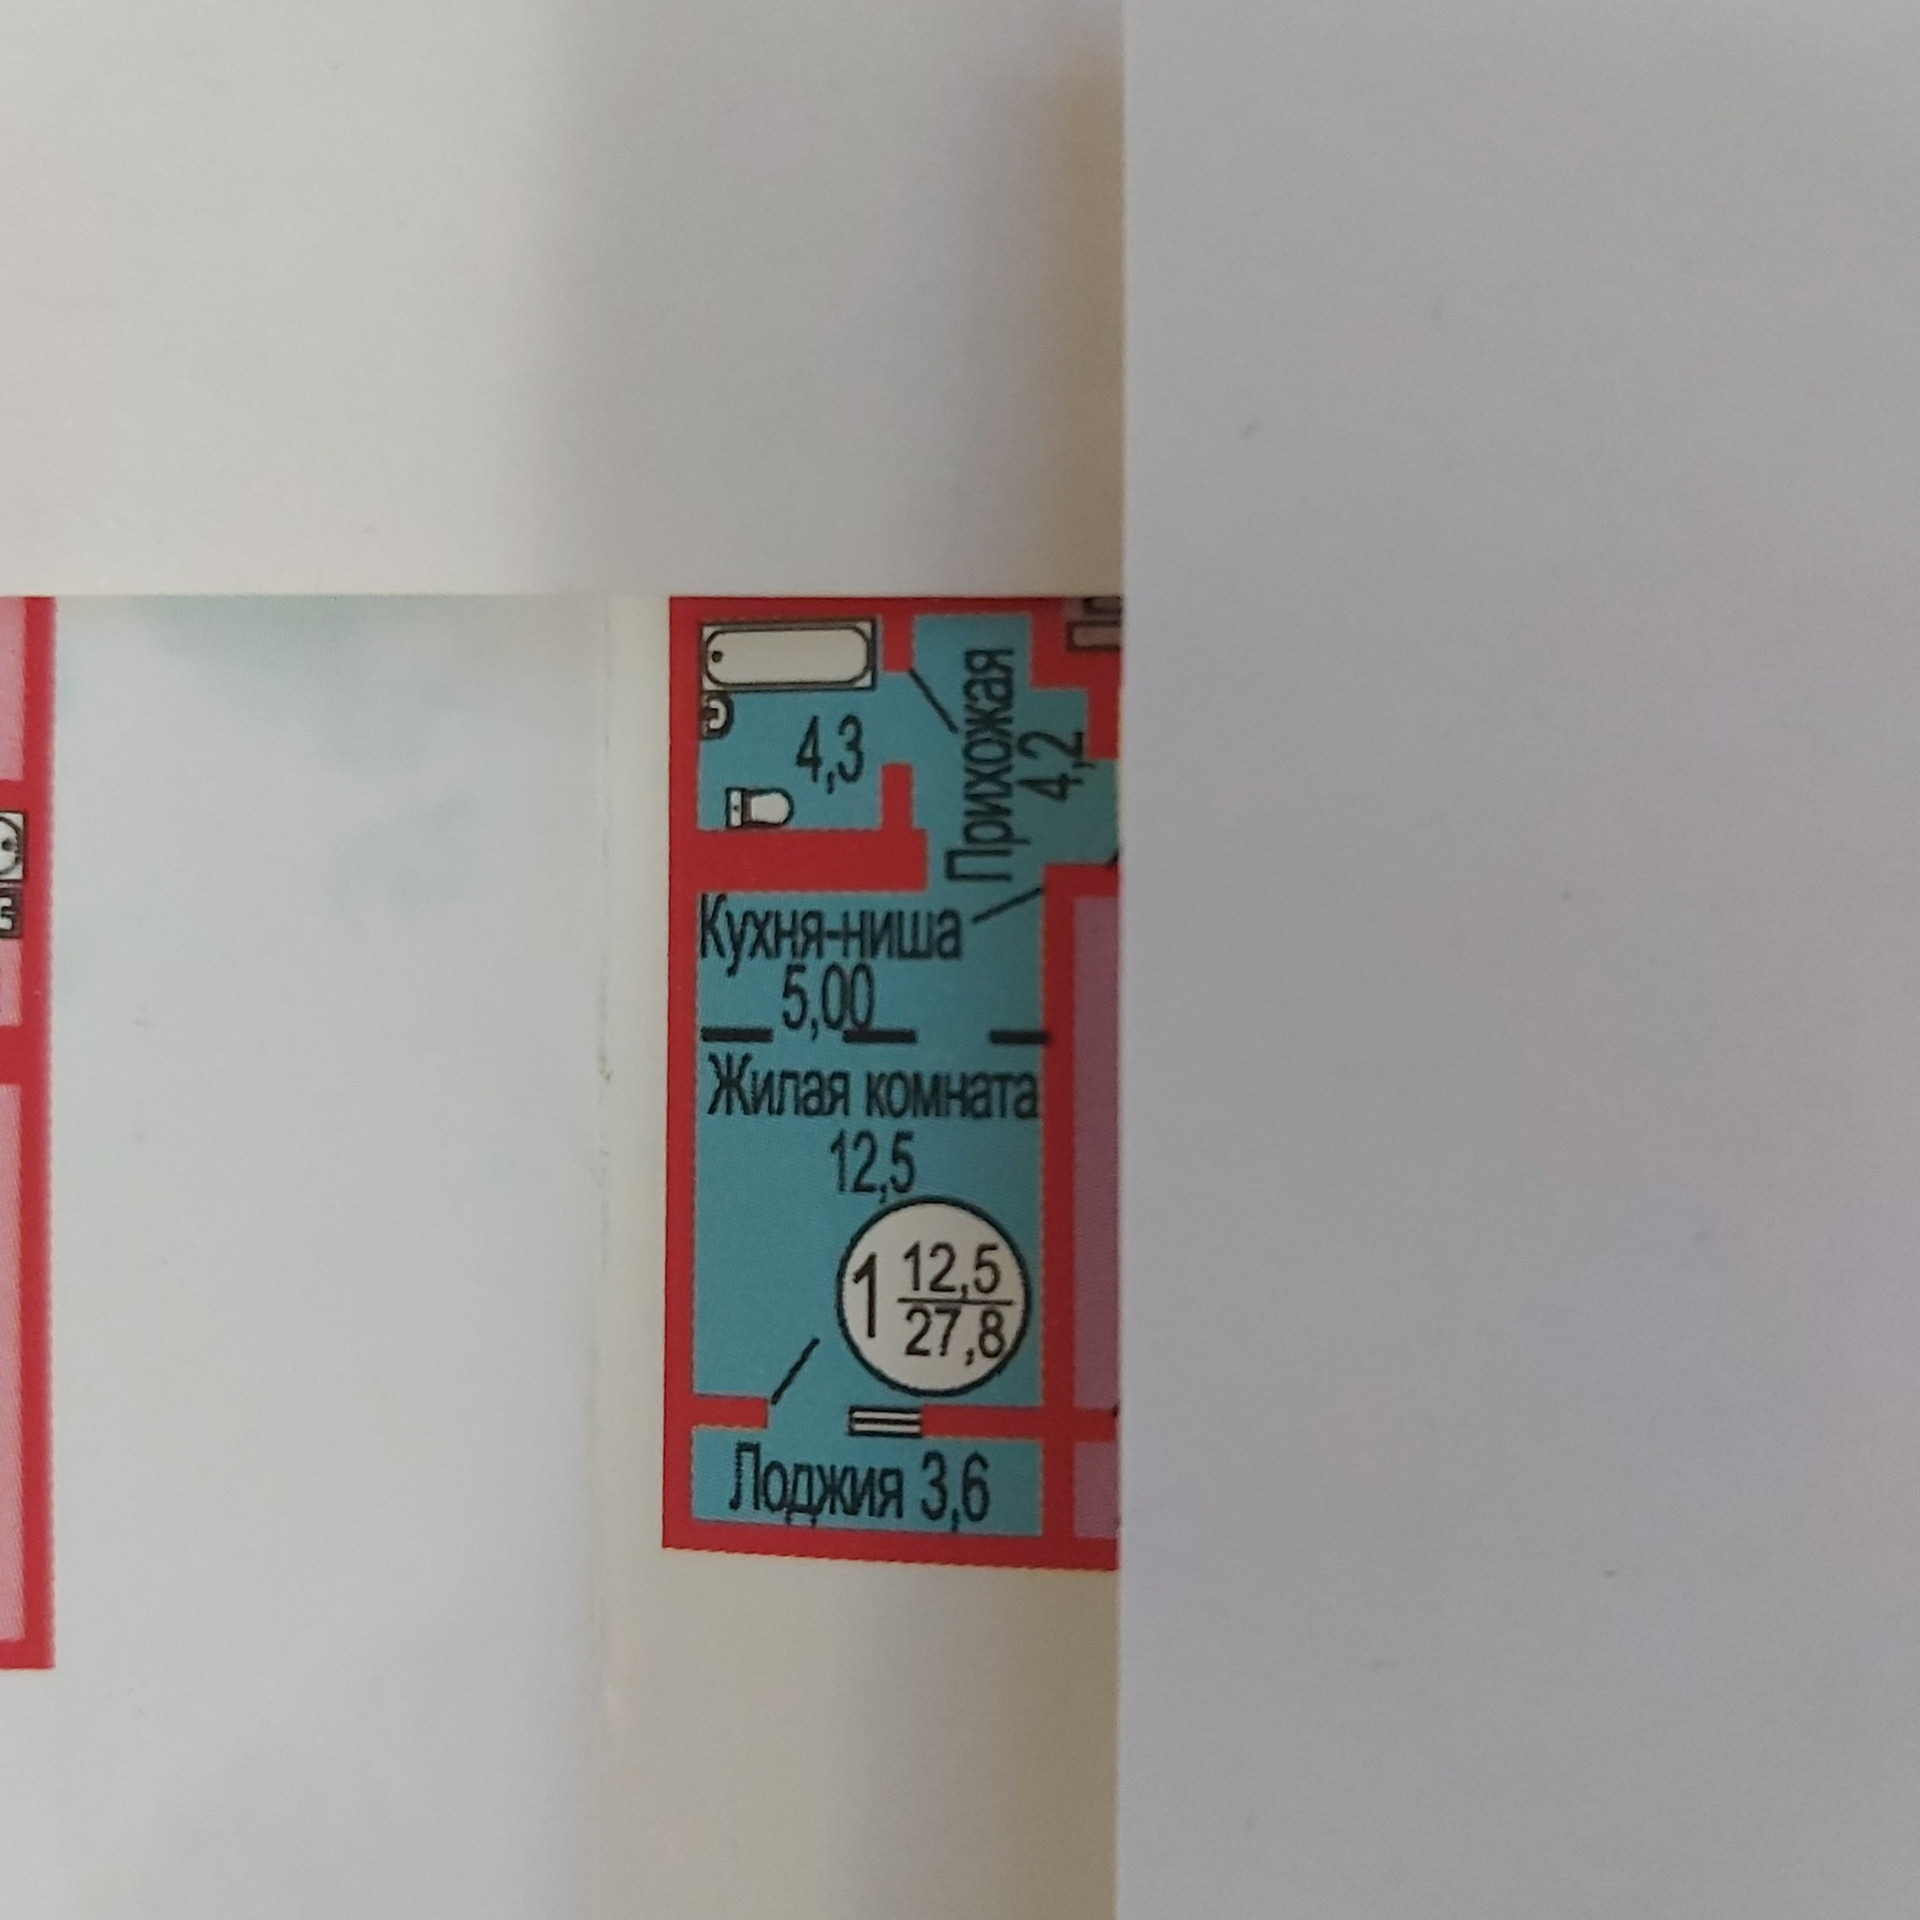 4,3
Прихожая
4,2
Кухня-ниша
5,00
Жилая комната
12,5
1 12,5
27,8
Лоджия 3,6